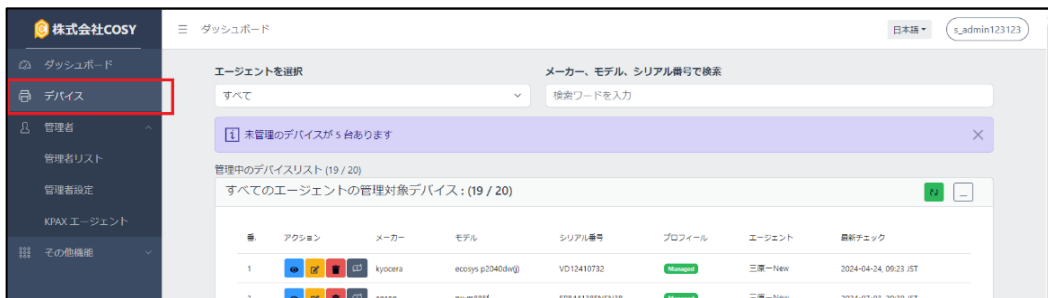 株式会社COSY
ダッシュボード
日本語
s_admin123123
ダッシュボード
デバイス
管理者
管理者リスト
管理者設定
KPAX エージェント
その他機能
エージェントを選択
メーカー、モデル、シリアル番号で検索
すべて
検索ワードを入力
未管理のデバイスが 5 台あります
管理中のデバイスリスト (19 / 20)
すべてのエージェントの管理対象デバイス : (19 / 20)
番. アクション メーカー モデル シリアル番号 プロフィール エージェント 最新チェック
1 kyocera ecosys p2040dw(j) VD12410732 Managed 三原ーNew 2024-04-24, 09:23 JST